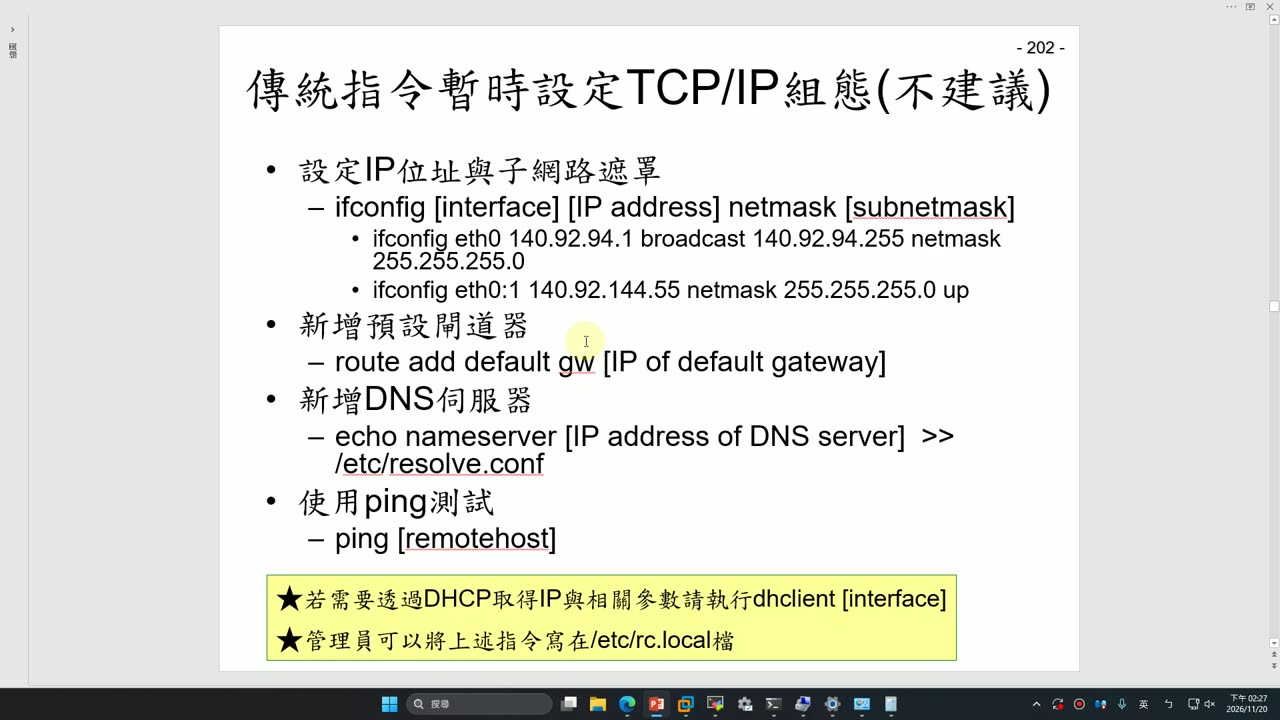 - 202 -
傳統指令暫時設定TCP/IP組態(不建議)
• 設定IP位址與子網路遮罩
– ifconfig [interface] [IP address] netmask [subnetmask]
• ifconfig eth0 140.92.94.1 broadcast 140.92.94.255 netmask
255.255.255.0
• ifconfig eth0:1 140.92.144.55 netmask 255.255.255.0 up
• 新增預設閘道器
– route add default gw [IP of default gateway]
• 新增DNS伺服器
– echo nameserver [IP address of DNS server] >>
/etc/resolve.conf
• 使用ping測試
– ping [remotehost]
★若需要透過DHCP取得IP與相關參數請執行dhclient [interface]
★管理員可以將上述指令寫在/etc/rc.local檔
搜尋
英
下午 02:27
2026/11/20